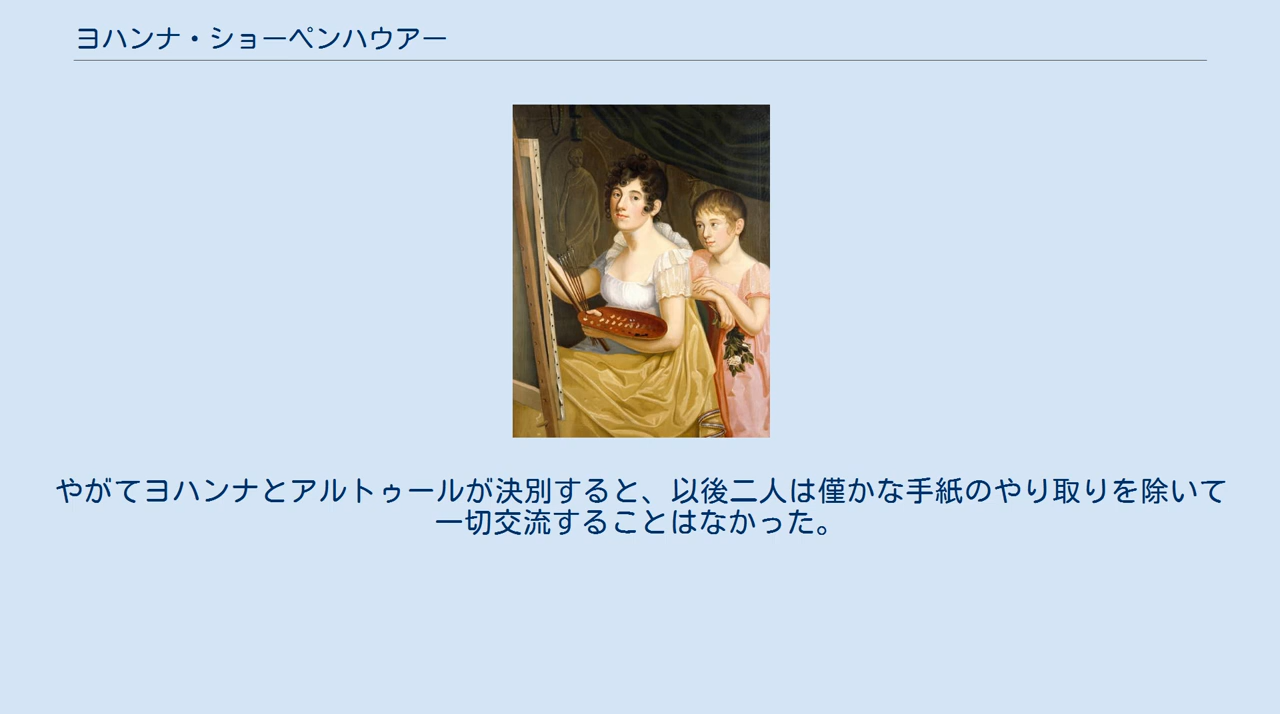 ヨハンナ・ショーペンハウアー
やがてヨハンナとアルトゥールが決別すると、以後二人は僅かな手紙のやり取りを除いて
一切交流することはなかった。